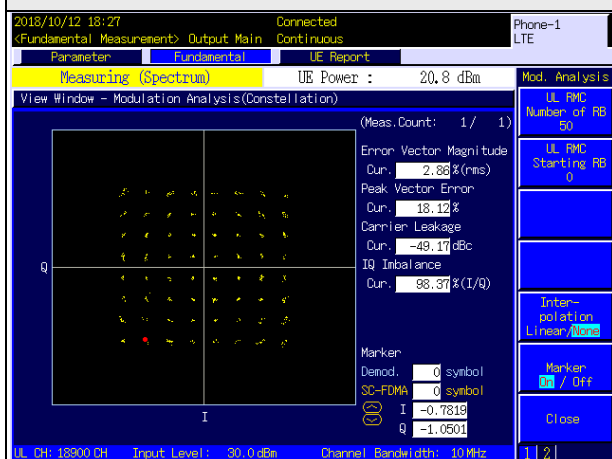 2018/10/12 18:27 Connected Phone-1
<Fundamental Measurement> Output Main Continuous LTE
Parameter Fundamental UE Report
Measuring (Spectrum) UE Power : 20.8 dBm Mod. Analysis
View Window - Modulation Analysis(Constellation)
(Meas.Count: 1/ 1)
Error Vector Magnitude
Cur. 2.86 %(rms)
Peak Vector Error
Cur. 18.12 %
Carrier Leakage
Cur. -49.17 dBc
IQ Imbalance
Cur. 98.37 %(I/Q)
Q
I
Marker
Demod. 0 symbol
SC-FDMA 0 symbol
I -0.7819
Q -1.0501
UL RMC
Number of RB
50
UL RMC
Starting RB
0
Inter-
polation
Linear/None
Marker
On / Off
Close
UL CH: 18900 CH Input Level: 30.0 dBm Channel Bandwidth: 10 MHz 1 2